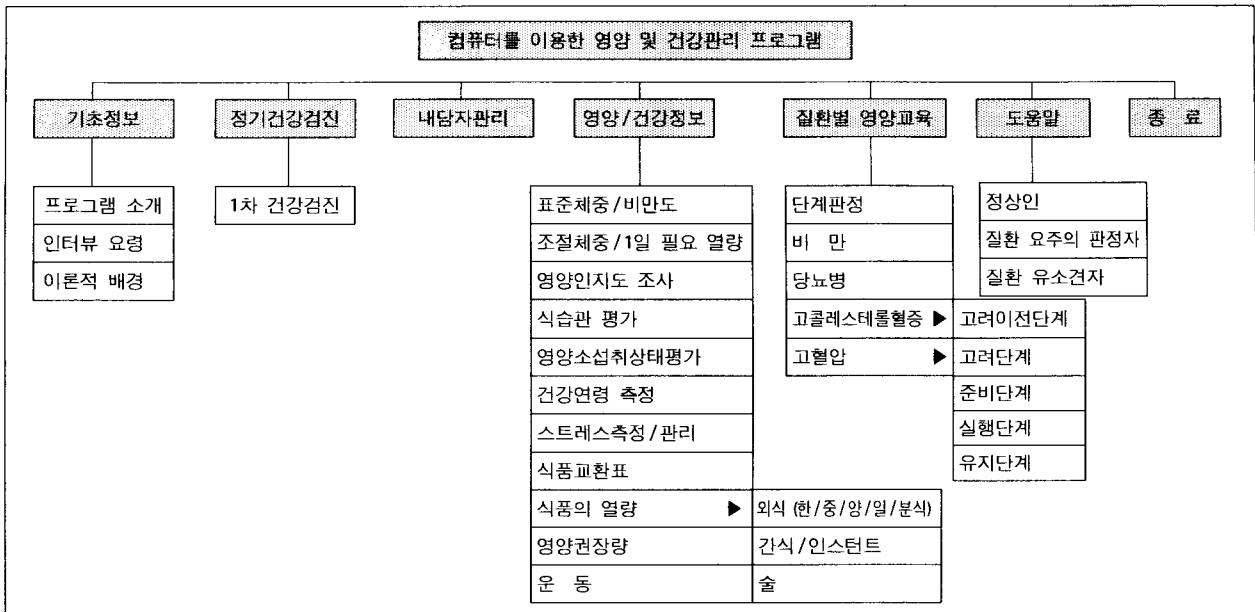 컴퓨터를 이용한 영양 및 건강관리 프로그램
기초정보
정기건강검진
내담자관리
영양/건강정보
질환별 영양교육
도움말
종 료
프로그램 소개
인터뷰 요령
이론적 배경
1차 건강검진
표준체중/비만도
조절체중/1일 필요 열량
영양인지도 조사
식습관 평가
영양소섭취상태평가
건강연령 측정
스트레스측정/관리
식품교환표
식품의 열량 ▶
영양권장량
운 동
외식 (한/중/양/일/분식)
간식/인스턴트
술
단계판정
비 만
당뇨병
고콜레스테롤혈증 ▶
고혈압 ▶
고려이전단계
고려단계
준비단계
실행단계
유지단계
정상인
질환 요주의 판정자
질환 유소견자